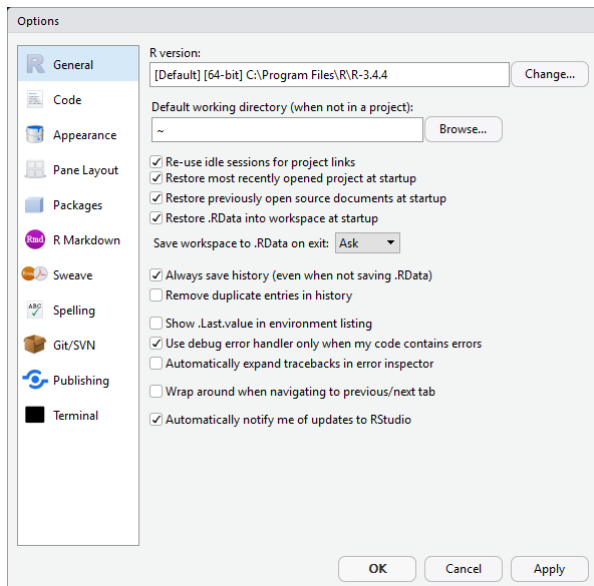 Options
General
Code
Appearance
Pane Layout
Packages
Rmd R Markdown
Sweave
ABC Spelling
Git/SVN
Publishing
Terminal
R version:
[Default] [64-bit] C:\Program Files\R\R-3.4.4 Change...
Default working directory (when not in a project):
~ Browse...
Re-use idle sessions for project links
Restore most recently opened project at startup
Restore previously open source documents at startup
Restore .RData into workspace at startup
Save workspace to .RData on exit: Ask
Always save history (even when not saving .RData)
Remove duplicate entries in history
Show .Last.value in environment listing
Use debug error handler only when my code contains errors
Automatically expand tracebacks in error inspector
Wrap around when navigating to previous/next tab
Automatically notify me of updates to RStudio
OK Cancel Apply